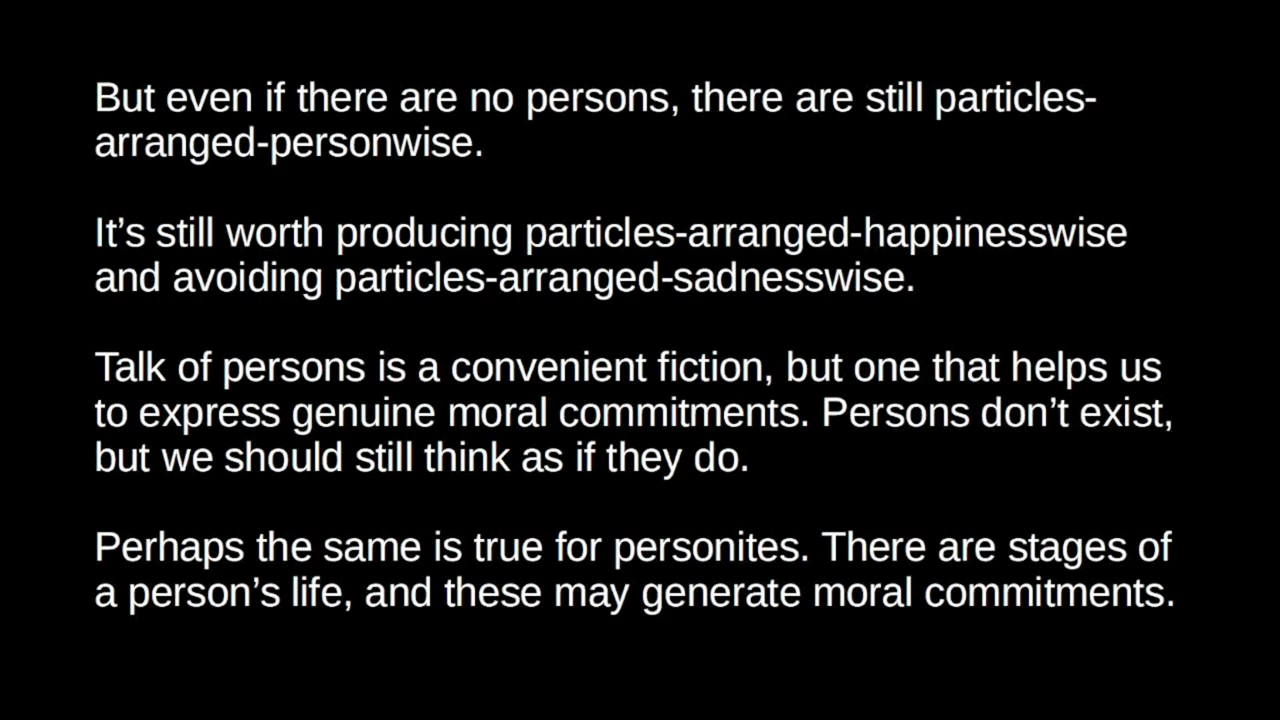 But even if there are no persons, there are still particles-
arranged-personwise.
It’s still worth producing particles-arranged-happinesswise
and avoiding particles-arranged-sadnesswise.
Talk of persons is a convenient fiction, but one that helps us
to express genuine moral commitments. Persons don’t exist,
but we should still think as if they do.
Perhaps the same is true for personites. There are stages of
a person’s life, and these may generate moral commitments.